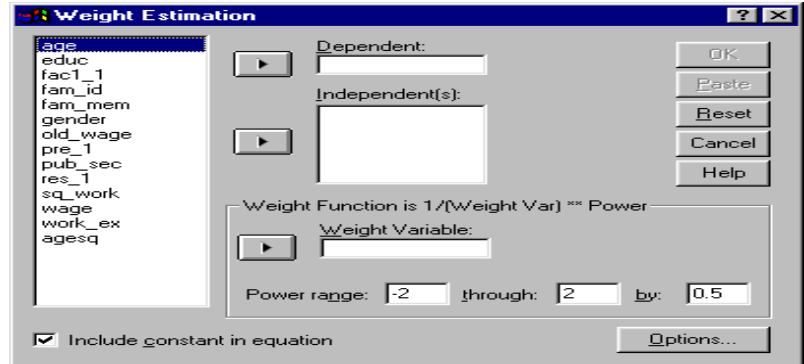 Weight Estimation
age
educ
fac1_1
fam_id
fam_mem
gender
old_wage
pre_1
pub_sec
res_1
sq_work
wage
work_ex
agesq
Dependent:
Independent(s):
OK
Paste
Reset
Cancel
Help
Weight Function is 1/(Weight Var) ** Power
Weight Variable:
Power range: -2 through: 2 by: 0.5
Include constant in equation
Options...